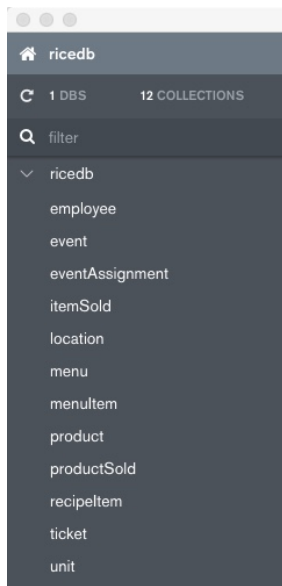 ricedb
1 DBS 12 COLLECTIONS
filter
ricedb
employee
event
eventAssignment
itemSold
location
menu
menuItem
product
productSold
recipeItem
ticket
unit